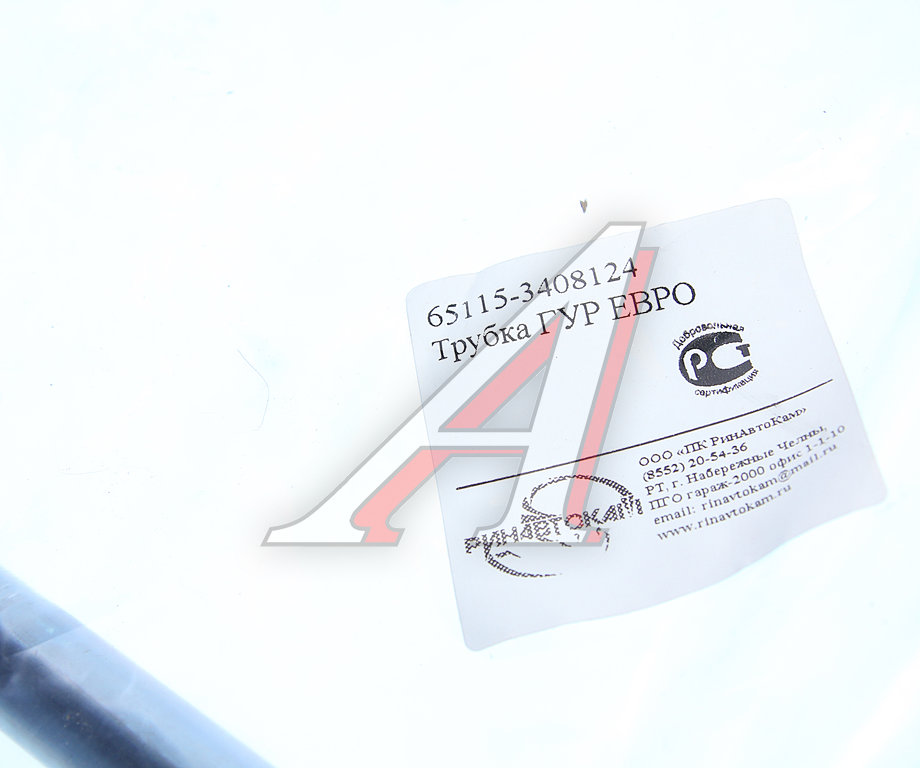 65115-3408124
Трубка ГУР ЕВРО
Добровольная
РСТ
сертификация
ООО «ПК РинАвтоКам»
(8552) 20-54-36
РТ, г. Набережные Челны,
ПГО гараж-2000 офис 1-1-10
email: rinavtokam@mail.ru
www.rinavtokam.ru
РИНАВТОКАМ